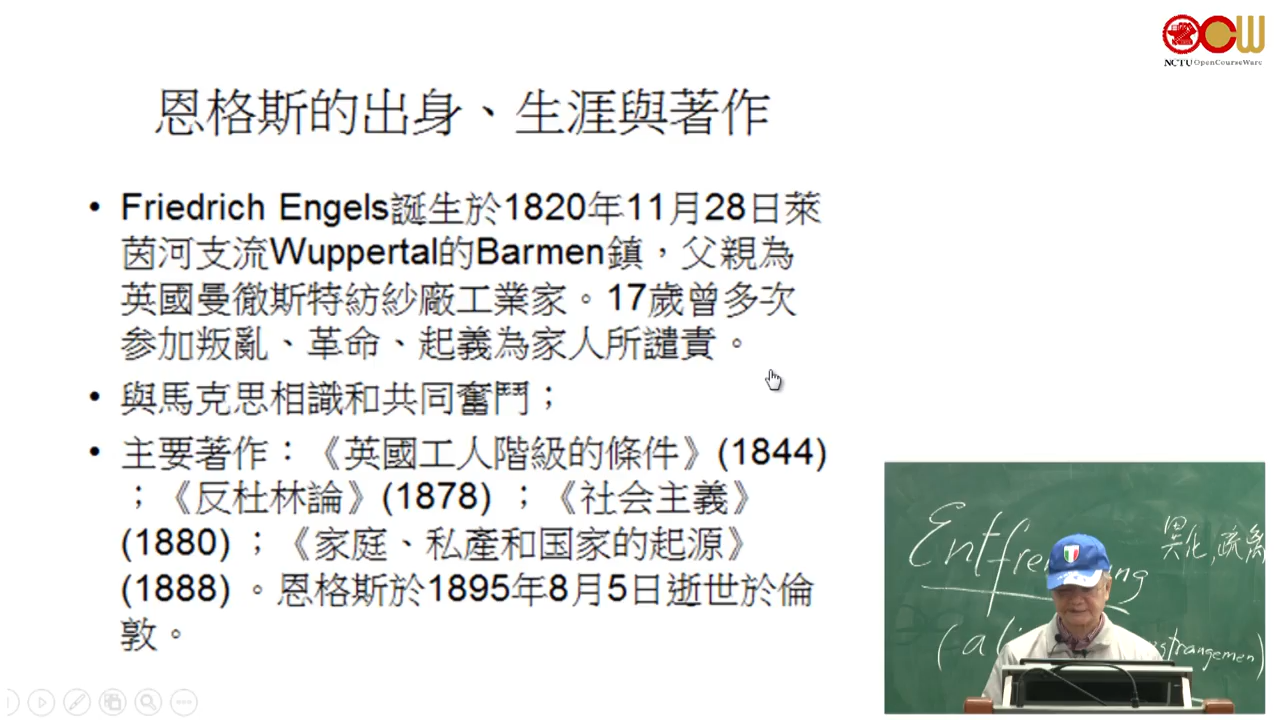 NCTU OpenCourseWare
恩格斯的出身、生涯與著作
• Friedrich Engels誕生於1820年11月28日萊
茵河支流Wuppertal的Barmen鎮，父親為
英國曼徹斯特紡紗廠工業家。17歲曾多次
参加叛亂、革命、起義為家人所譴責。
• 與馬克思相識和共同奮鬥；
• 主要著作：《英國工人階級的條件》(1844)
；《反杜林論》(1878) ；《社会主義》
(1880)；《家庭、私產和国家的起源》
(1888) 。恩格斯於1895年8月5日逝世於倫
敦。
異化,疏離